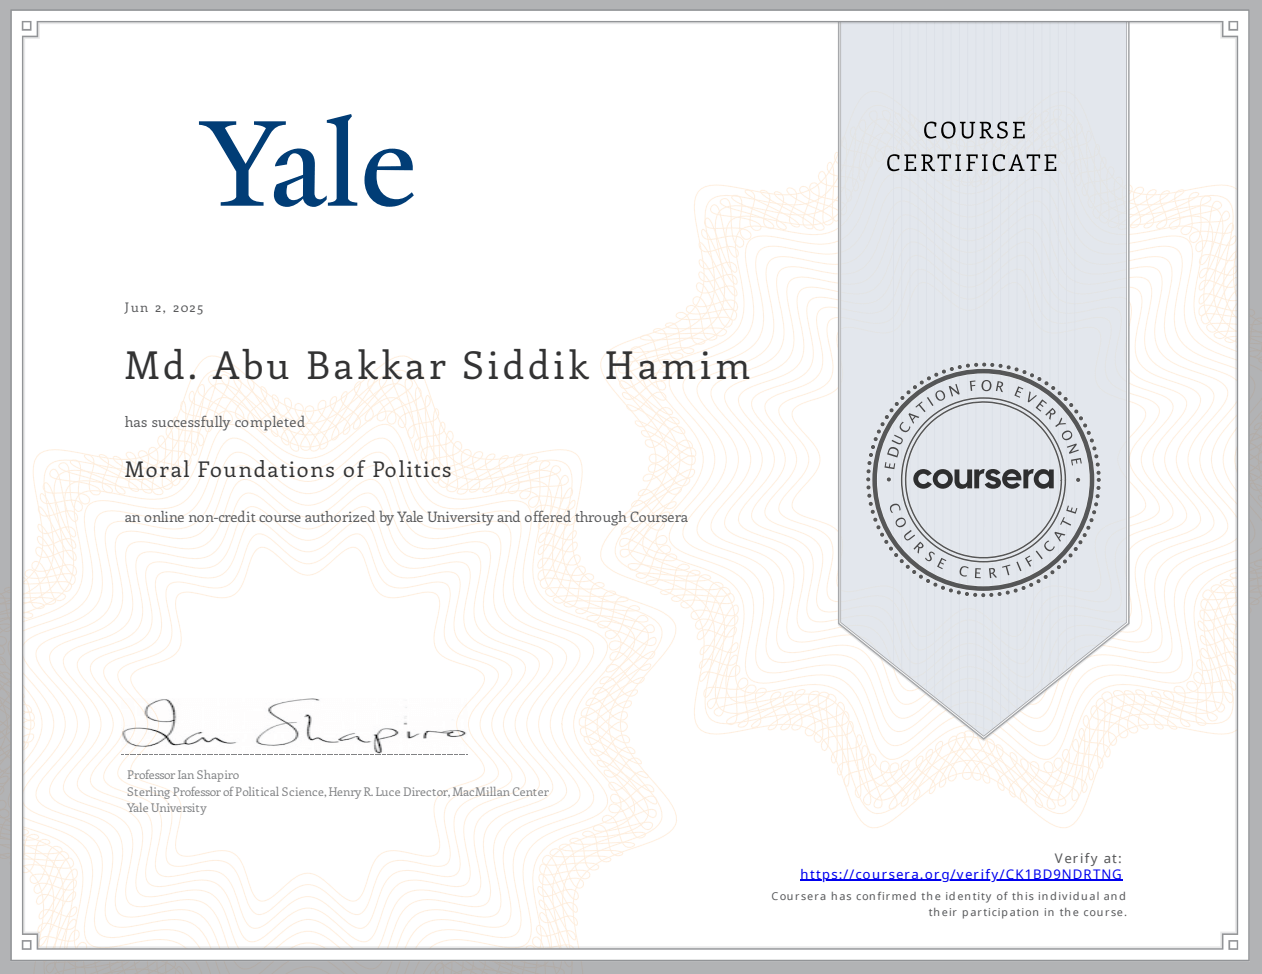 Yale
COURSE
CERTIFICATE
Jun 2, 2025
Md. Abu Bakkar Siddik Hamim
has successfully completed
Moral Foundations of Politics
an online non-credit course authorized by Yale University and offered through Coursera
EDUCATION FOR EVERYONE
coursera
COURSE CERTIFICATE
Ian Shapiro
Professor Ian Shapiro
Sterling Professor of Political Science, Henry R. Luce Director, MacMillan Center
Yale University
Verify at:
https://coursera.org/verify/CK1BD9NDRTNG
Coursera has confirmed the identity of this individual and
their participation in the course.